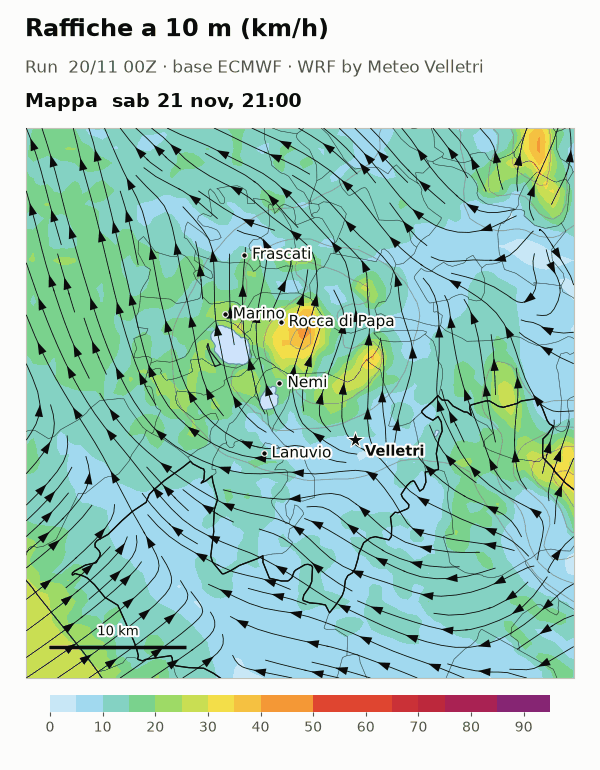 Raffiche a 10 m (km/h)
Run  20/11 00Z · base ECMWF · WRF by Meteo Velletri
Mappa  sab 21 nov, 21:00
Frascati
Marino
Rocca di Papa
Nemi
Lanuvio
Velletri
10 km
0 10 20 30 40 50 60 70 80 90